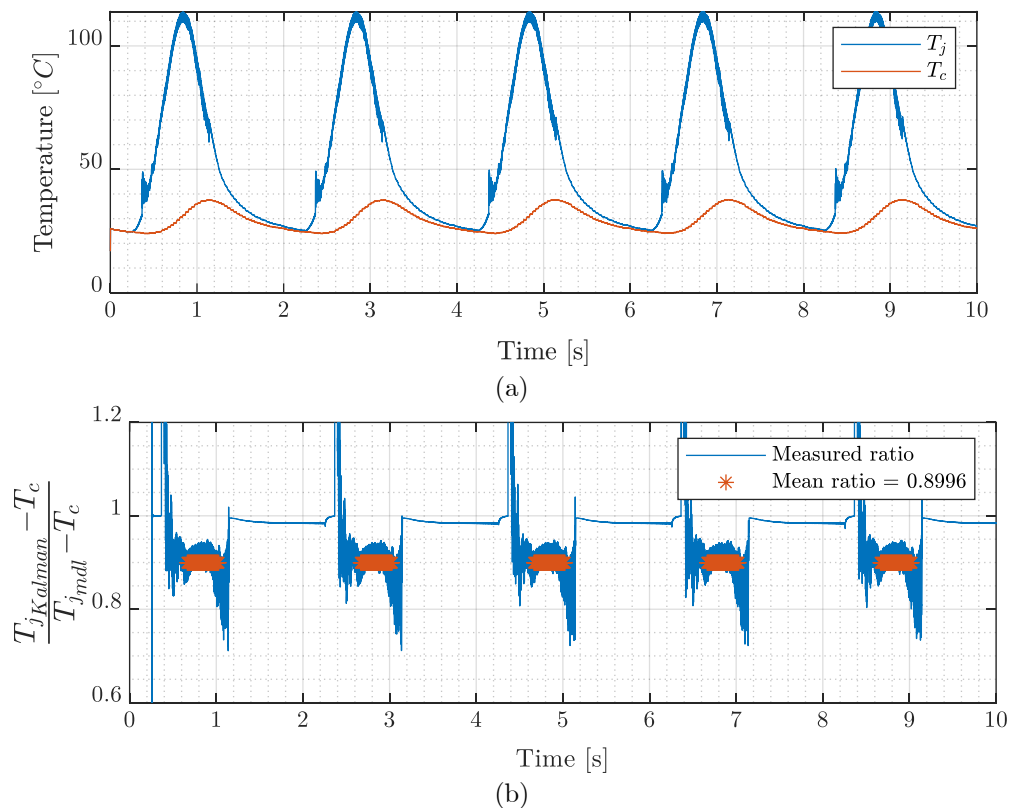 100
50
0
Temperature [°C]
T_j
T_c
0 1 2 3 4 5 6 7 8 9 10
Time [s]
(a)
1.2
1
0.8
0.6
T_{j_{Kalman}} − T_c
T_{j_{mdl}} − T_c
Measured ratio
Mean ratio = 0.8996
0 1 2 3 4 5 6 7 8 9 10
Time [s]
(b)